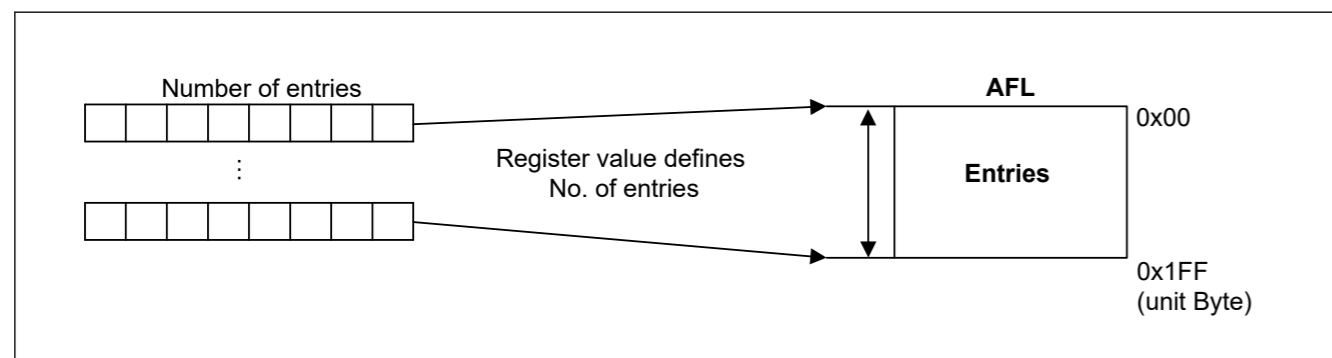 Number of entries
AFL
0x00
⋮
Register value defines
No. of entries
Entries
0x1FF
(unit Byte)